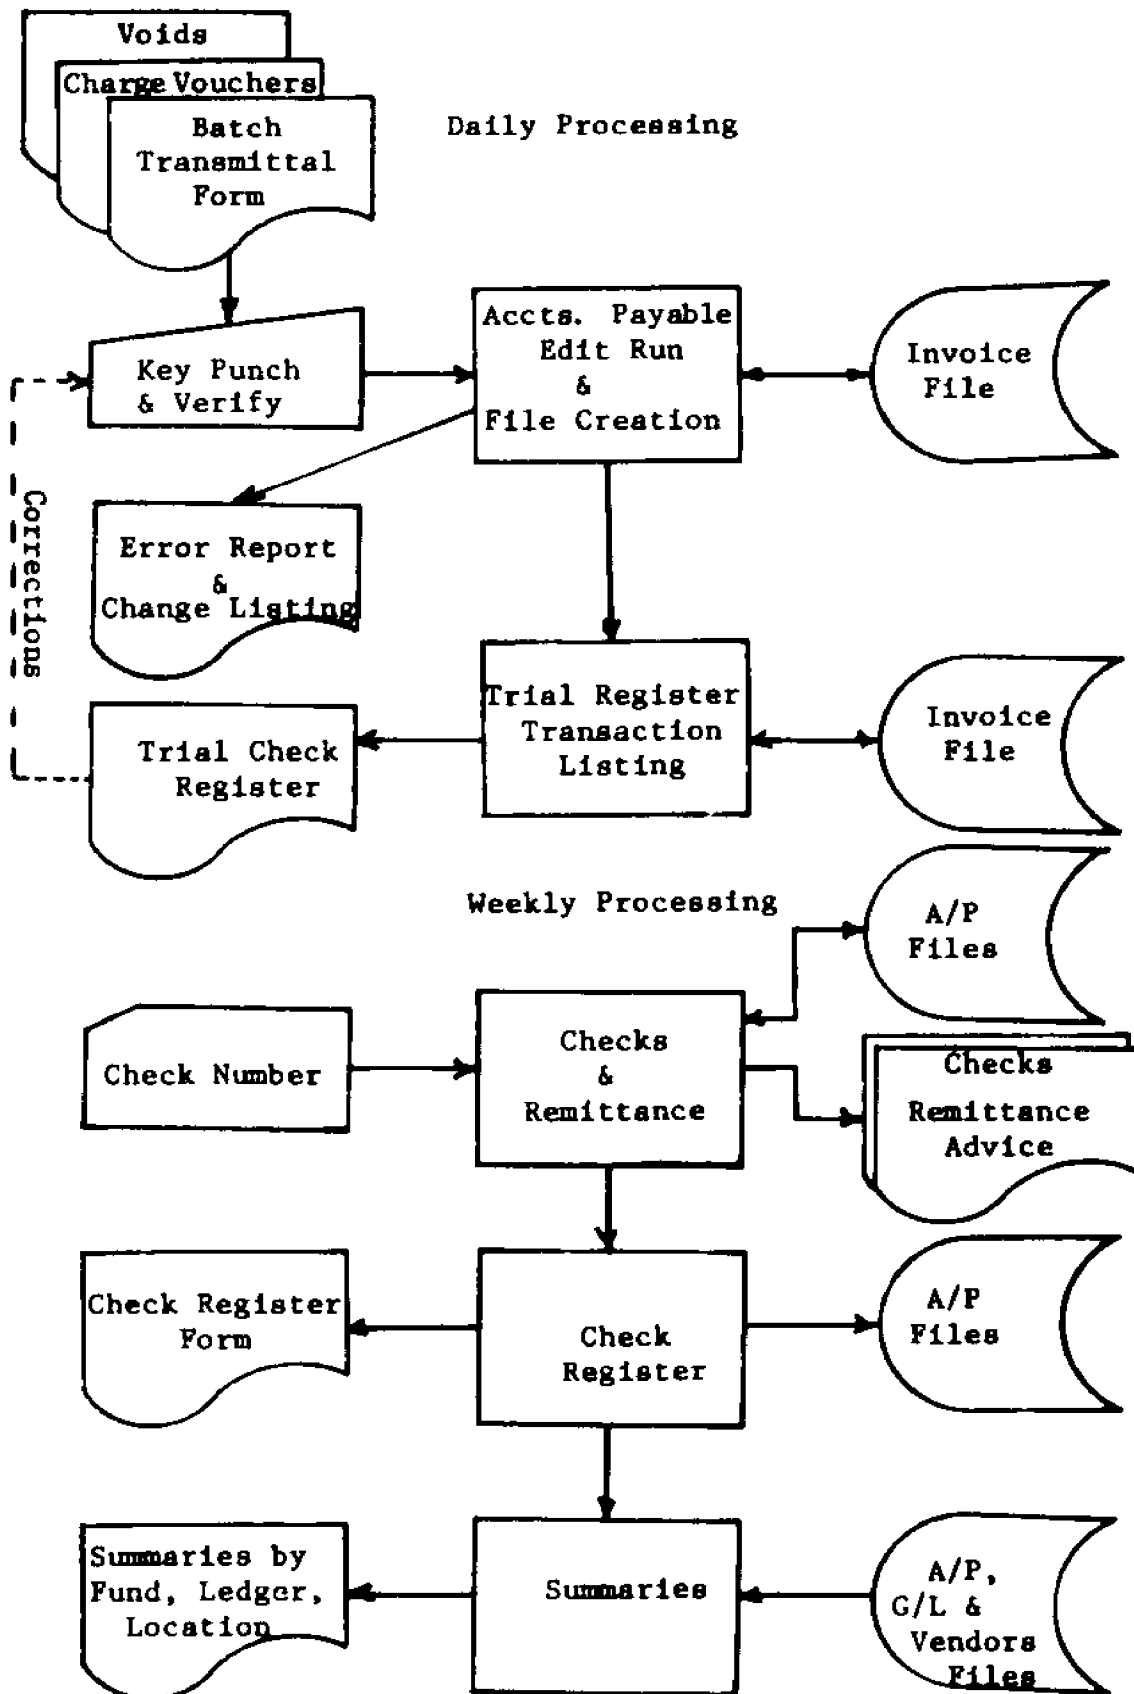 Voids
Charge Vouchers
Batch
Transmittal
Form
Daily Processing
Key Punch
& Verify
Accts. Payable
Edit Run
&
File Creation
Invoice
File
Corrections
Error Report
&
Change Listing
Trial Register
Transaction
Listing
Trial Check
Register
Invoice
File
Weekly Processing
A/P
Files
Check Number
Checks
&
Remittance
Checks
Remittance
Advice
Check Register
Form
Check
Register
A/P
Files
Summaries by
Fund, Ledger,
Location
Summaries
A/P,
G/L &
Vendors
Files